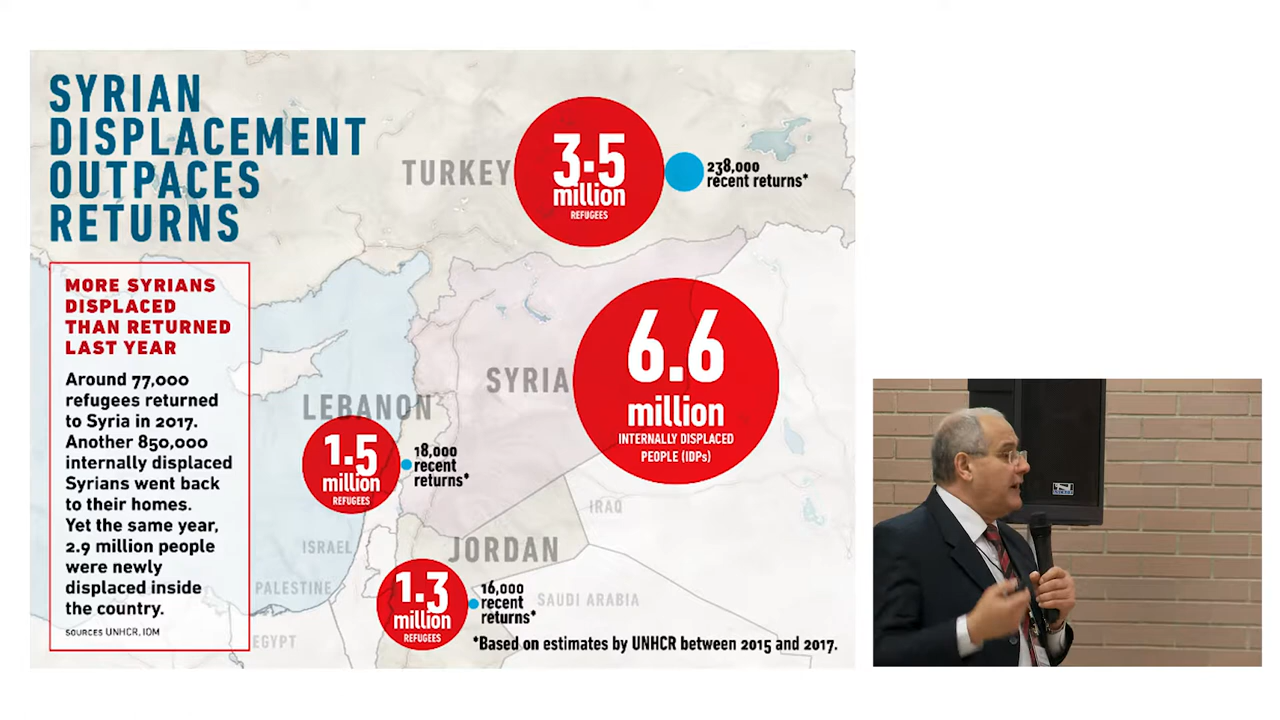 SYRIAN
DISPLACEMENT
OUTPACES
RETURNS
MORE SYRIANS
DISPLACED
THAN RETURNED
LAST YEAR
Around 77,000
refugees returned
to Syria in 2017.
Another 850,000
internally displaced
Syrians went back
to their homes.
Yet the same year,
2.9 million people
were newly
displaced inside
the country.
SOURCES UNHCR, IOM
TURKEY
3.5
million
REFUGEES
238,000
recent returns*
SYRIA
6.6
million
INTERNALLY DISPLACED
PEOPLE (IDPs)
LEBANON
1.5
million
REFUGEES
18,000
recent
returns*
IRAQ
ISRAEL
JORDAN
PALESTINE
1.3
million
REFUGEES
16,000
recent
returns*
SAUDI ARABIA
EGYPT
*Based on estimates by UNHCR between 2015 and 2017.